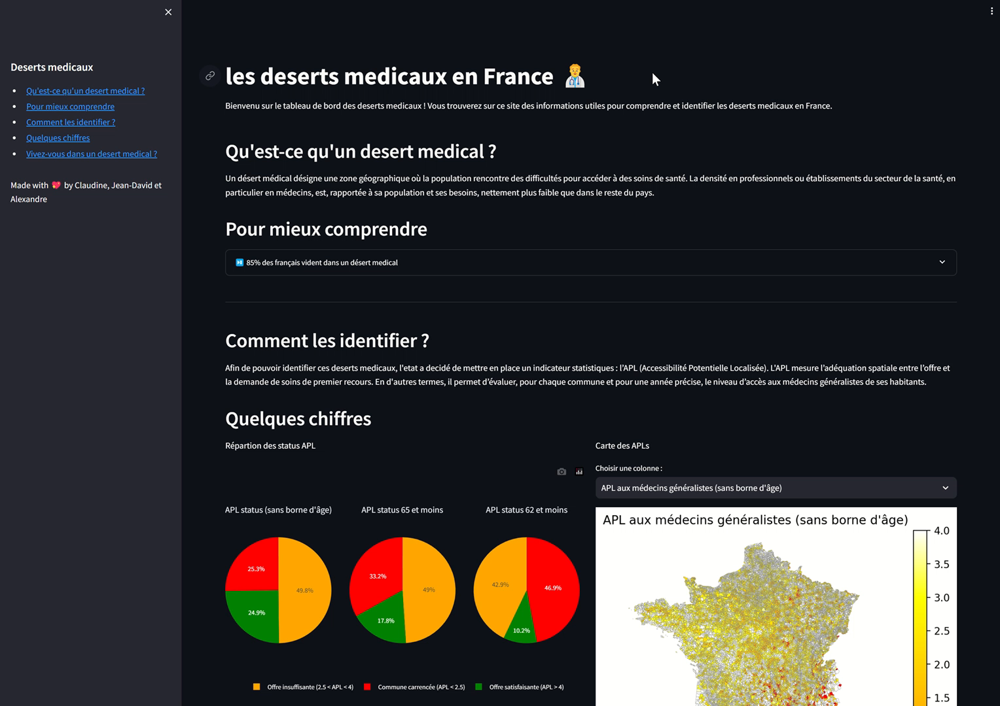 Deserts medicaux
Qu'est-ce qu'un desert medical ?
Pour mieux comprendre
Comment les identifier ?
Quelques chiffres
Vivez-vous dans un desert medical ?
Made with 💖 by Claudine, Jean-David et
Alexandre
les deserts medicaux en France 👨‍⚕️
Bienvenu sur le tableau de bord des deserts medicaux ! Vous trouverez sur ce site des informations utiles pour comprendre et identifier les deserts medicaux en France.
Qu'est-ce qu'un desert medical ?
Un désert médical désigne une zone géographique où la population rencontre des difficultés pour accéder à des soins de santé. La densité en professionnels ou établissements du secteur de la santé, en
particulier en médecins, est, rapportée à sa population et ses besoins, nettement plus faible que dans le reste du pays.
Pour mieux comprendre
⏯️ 85% des français vident dans un désert medical
Comment les identifier ?
Afin de pouvoir identifier ces deserts medicaux, l'etat a decidé de mettre en place un indicateur statistiques : l’APL (Accessibilité Potentielle Localisée). L'APL mesure l’adéquation spatiale entre l’offre et
la demande de soins de premier recours. En d'autres termes, il permet d’évaluer, pour chaque commune et pour une année précise, le niveau d’accès aux médecins généralistes de ses habitants.
Quelques chiffres
Répartion des status APL
APL status (sans borne d'âge)
APL status 65 et moins
APL status 62 et moins
25.3%
49.8%
24.9%
33.2%
49%
17.8%
42.9%
46.9%
10.2%
Offre insuffisante (2.5 < APL < 4)
Commune carrencée (APL < 2.5)
Offre satisfaisante (APL > 4)
Carte des APLs
Choisir une colonne :
APL aux médecins généralistes (sans borne d'âge)
APL aux médecins généralistes (sans borne d'âge)
4.0
3.5
3.0
2.5
2.0
1.5